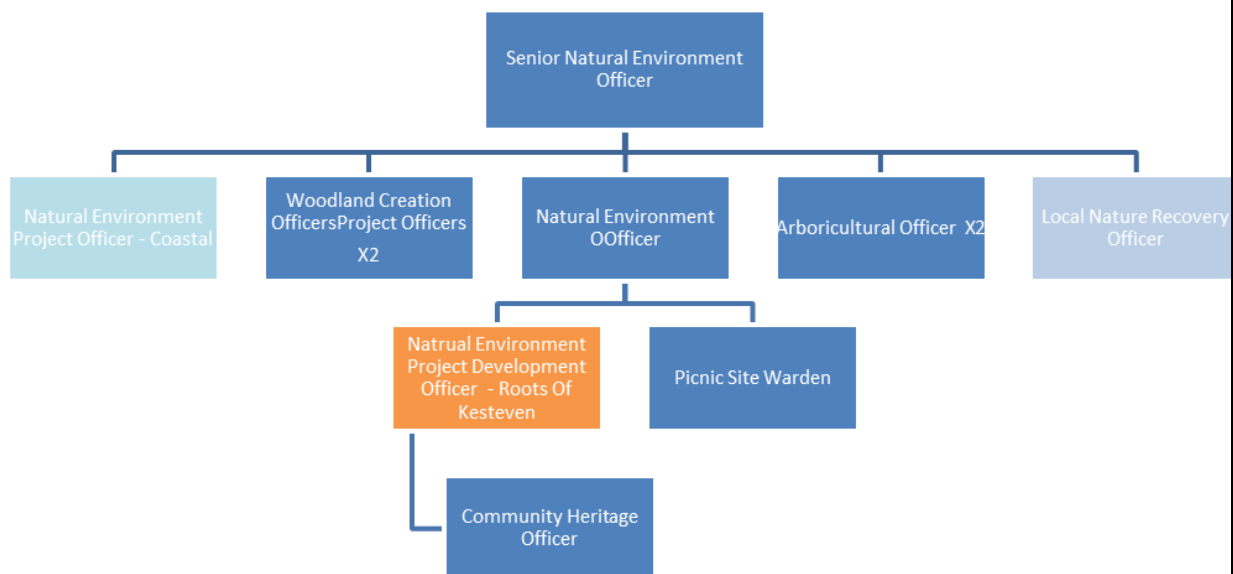 Senior Natural Environment
Officer
Natural Environment
Project Officer - Coastal
Woodland Creation
OfficersProject Officers
X2
Natural Environment
OOfficer
Arboricultural Officer X2
Local Nature Recovery
Officer
Natrual Environment
Project Development
Officer - Roots Of
Kesteven
Picnic Site Warden
Community Heritage
Officer